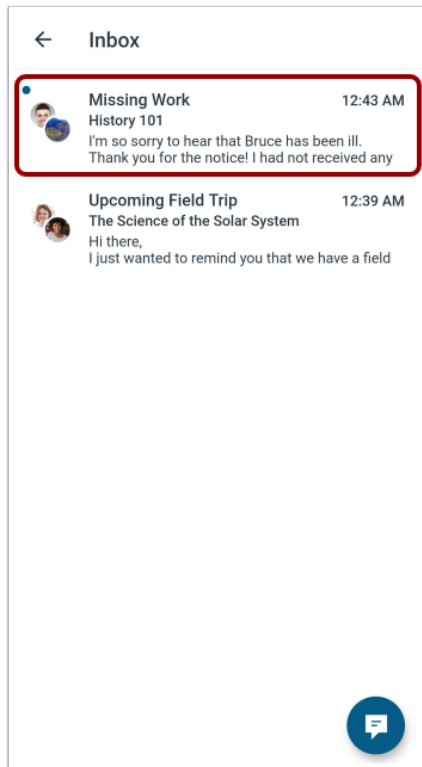 Inbox
Missing Work 12:43 AM
History 101
I'm so sorry to hear that Bruce has been ill.
Thank you for the notice! I had not received any
Upcoming Field Trip 12:39 AM
The Science of the Solar System
Hi there,
I just wanted to remind you that we have a field